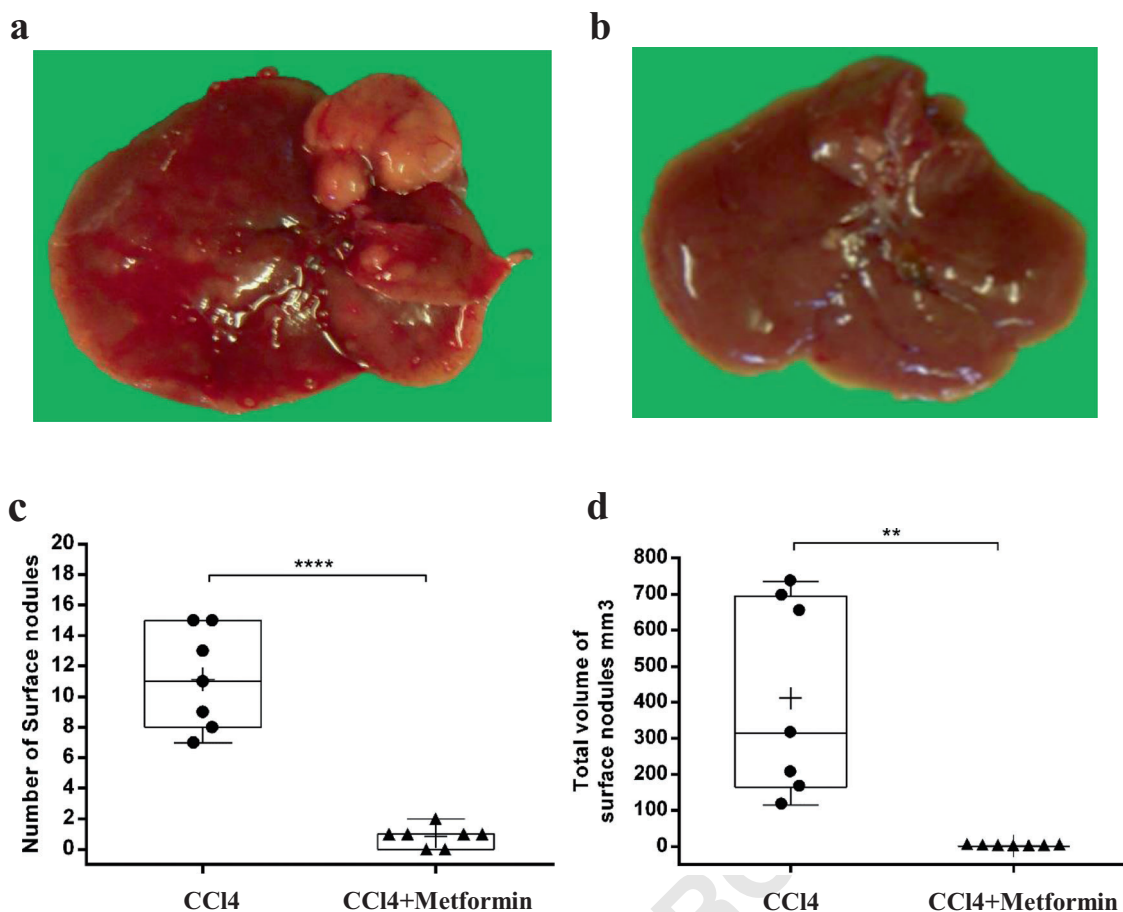 a
b
c
Number of Surface nodules
20
18
16
14
12
10
8
6
4
2
0
****
CCl4
CCl4+Metformin
d
Total volume of
surface nodules mm3
800
700
600
500
400
300
200
100
0
**
CCl4
CCl4+Metformin